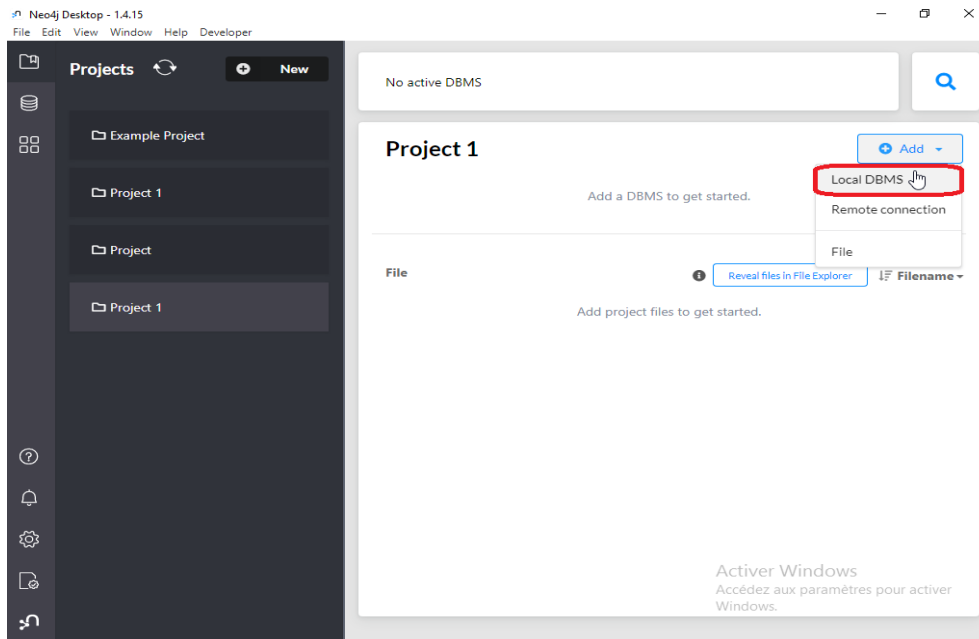 Neo4j Desktop - 1.4.15
File Edit View Window Help Developer
Projects
New
Example Project
Project 1
Project
Project 1
No active DBMS
Project 1
Add
Local DBMS
Remote connection
File
Add a DBMS to get started.
File
Reveal files in File Explorer
Filename
Add project files to get started.
Activer Windows
Accédez aux paramètres pour activer
Windows.